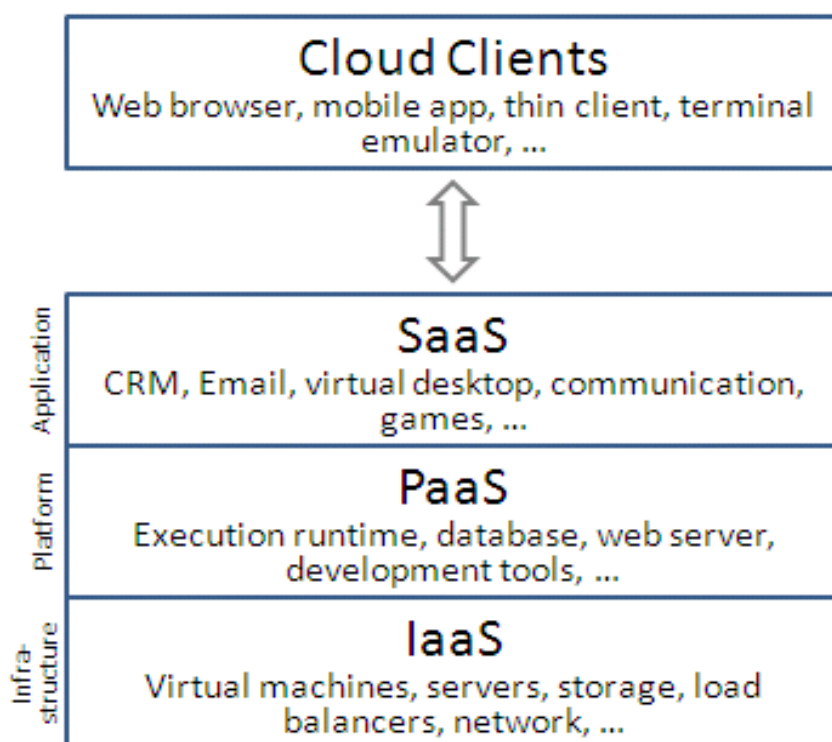 Cloud Clients
Web browser, mobile app, thin client, terminal
emulator, ...
Application
SaaS
CRM, Email, virtual desktop, communication,
games, ...
Platform
PaaS
Execution runtime, database, web server,
development tools, ...
Infra-
structure
IaaS
Virtual machines, servers, storage, load
balancers, network, ...